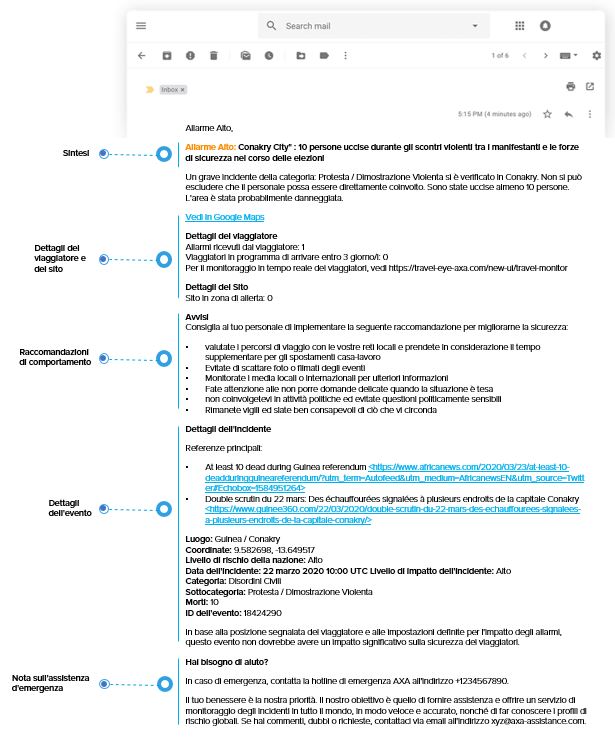 Search mail
1 of 6
Inbox ×
5:15 PM (4 minutes ago)
Allarme Alto,
Sintesi
Allarme Alto: Conakry City" : 10 persone uccise durante gli scontri violenti tra i manifestanti e le forze
di sicurezza nel corso delle elezioni
Un grave incidente della categoria: Protesta / Dimostrazione Violenta si è verificato in Conakry. Non si può
escludere che il personale possa essere direttamente coinvolto. Sono state uccise almeno 10 persone.
L'area è stata probabilmente danneggiata.
Vedi in Google Maps
Dettagli del
viaggiatore e
del sito
Dettagli del viaggiatore
Allarmi ricevuti dal viaggiatore: 1
Viaggiatori in programma di arrivare entro 3 giorno/i: 0
Per il monitoraggio in tempo reale dei viaggiatori, vedi https://travel-eye-axa.com/new-ui/travel-monitor
Dettagli del Sito
Sito in zona di allerta: 0
Raccomandazioni
di comportamento
Avvisi
Consiglia al tuo personale di implementare la seguente raccomandazione per migliorarne la sicurezza:
• valutate i percorsi di viaggio con le vostre reti locali e prendete in considerazione il tempo
supplementare per gli spostamenti casa-lavoro
• Evitate di scattare foto o filmati degli eventi
• Monitorate i media locali o internazionali per ulteriori informazioni
• Fate attenzione alle non porre domande delicate quando la situazione è tesa
• non coinvolgetevi in attività politiche ed evitate questioni politicamente sensibili
• Rimanete vigili ed siate ben consapevoli di ciò che vi circonda
Dettagli
dell'evento
Dettagli dell'incidente
Referenze principali:
• At least 10 dead during Guinea referendum <https://www.africanews.com/2020/03/23/at-least-10-
deadduringguineareferendum/?utm_term=Autofeed&utm_medium=AfricanewsEN&utm_source=Twitt
er#Echobox=1584951264>
• Double scrutin du 22 mars: Des échauffourées signalées à plusieurs endroits de la capitale Conakry
<https://www.guinee360.com/22/03/2020/double-scrutin-du-22-mars-des-echauffourees-signalees-
a-plusieurs-endroits-de-la-capitale-conakry/>
Luogo: Guinea / Conakry
Coordinate: 9.582698, -13.649517
Livello di rischio della nazione: Alto
Data dell'incidente: 22 marzo 2020 10:00 UTC Livello di impatto dell'incidente: Alto
Categoria: Disordini Civili
Sottocategoria: Protesta / Dimostrazione Violenta
Morti: 10
ID dell'evento: 18424290
In base alla posizione segnalata del viaggiatore e alle impostazioni definite per l'impatto degli allarmi,
questo evento non dovrebbe avere un impatto significativo sulla sicurezza dei viaggiatori.
Nota sull'assistenza
d'emergenza
Hai bisogno di aiuto?
In caso di emergenza, contatta la hotline di emergenza AXA all'indirizzo +1234567890.
Il tuo benessere è la nostra priorità. Il nostro obiettivo è quello di fornire assistenza e offrire un servizio di
monitoraggio degli incidenti in tutto il mondo, in modo veloce e accurato, nonché di far conoscere i profili di
rischio globali. Se hai commenti, dubbi o richieste, contattaci via email all'indirizzo xyz@axa-assistance.com.